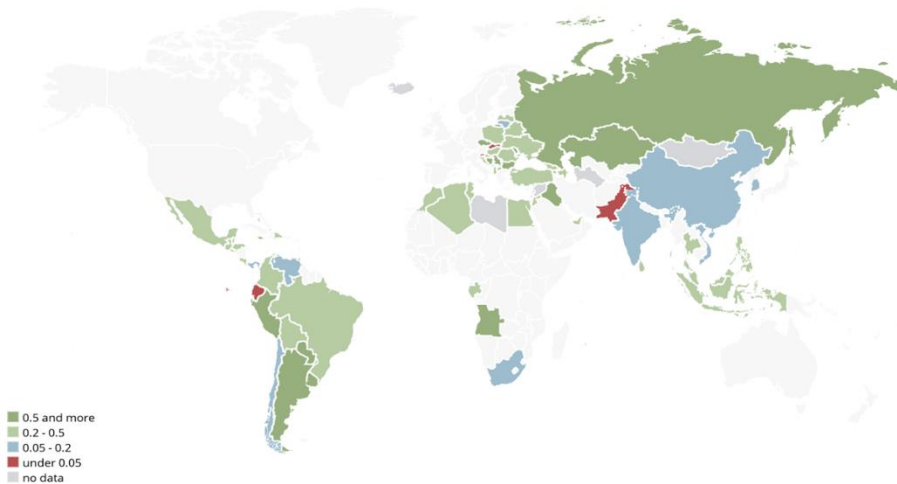 0.5 and more
0.2 - 0.5
0.05 - 0.2
under 0.05
no data